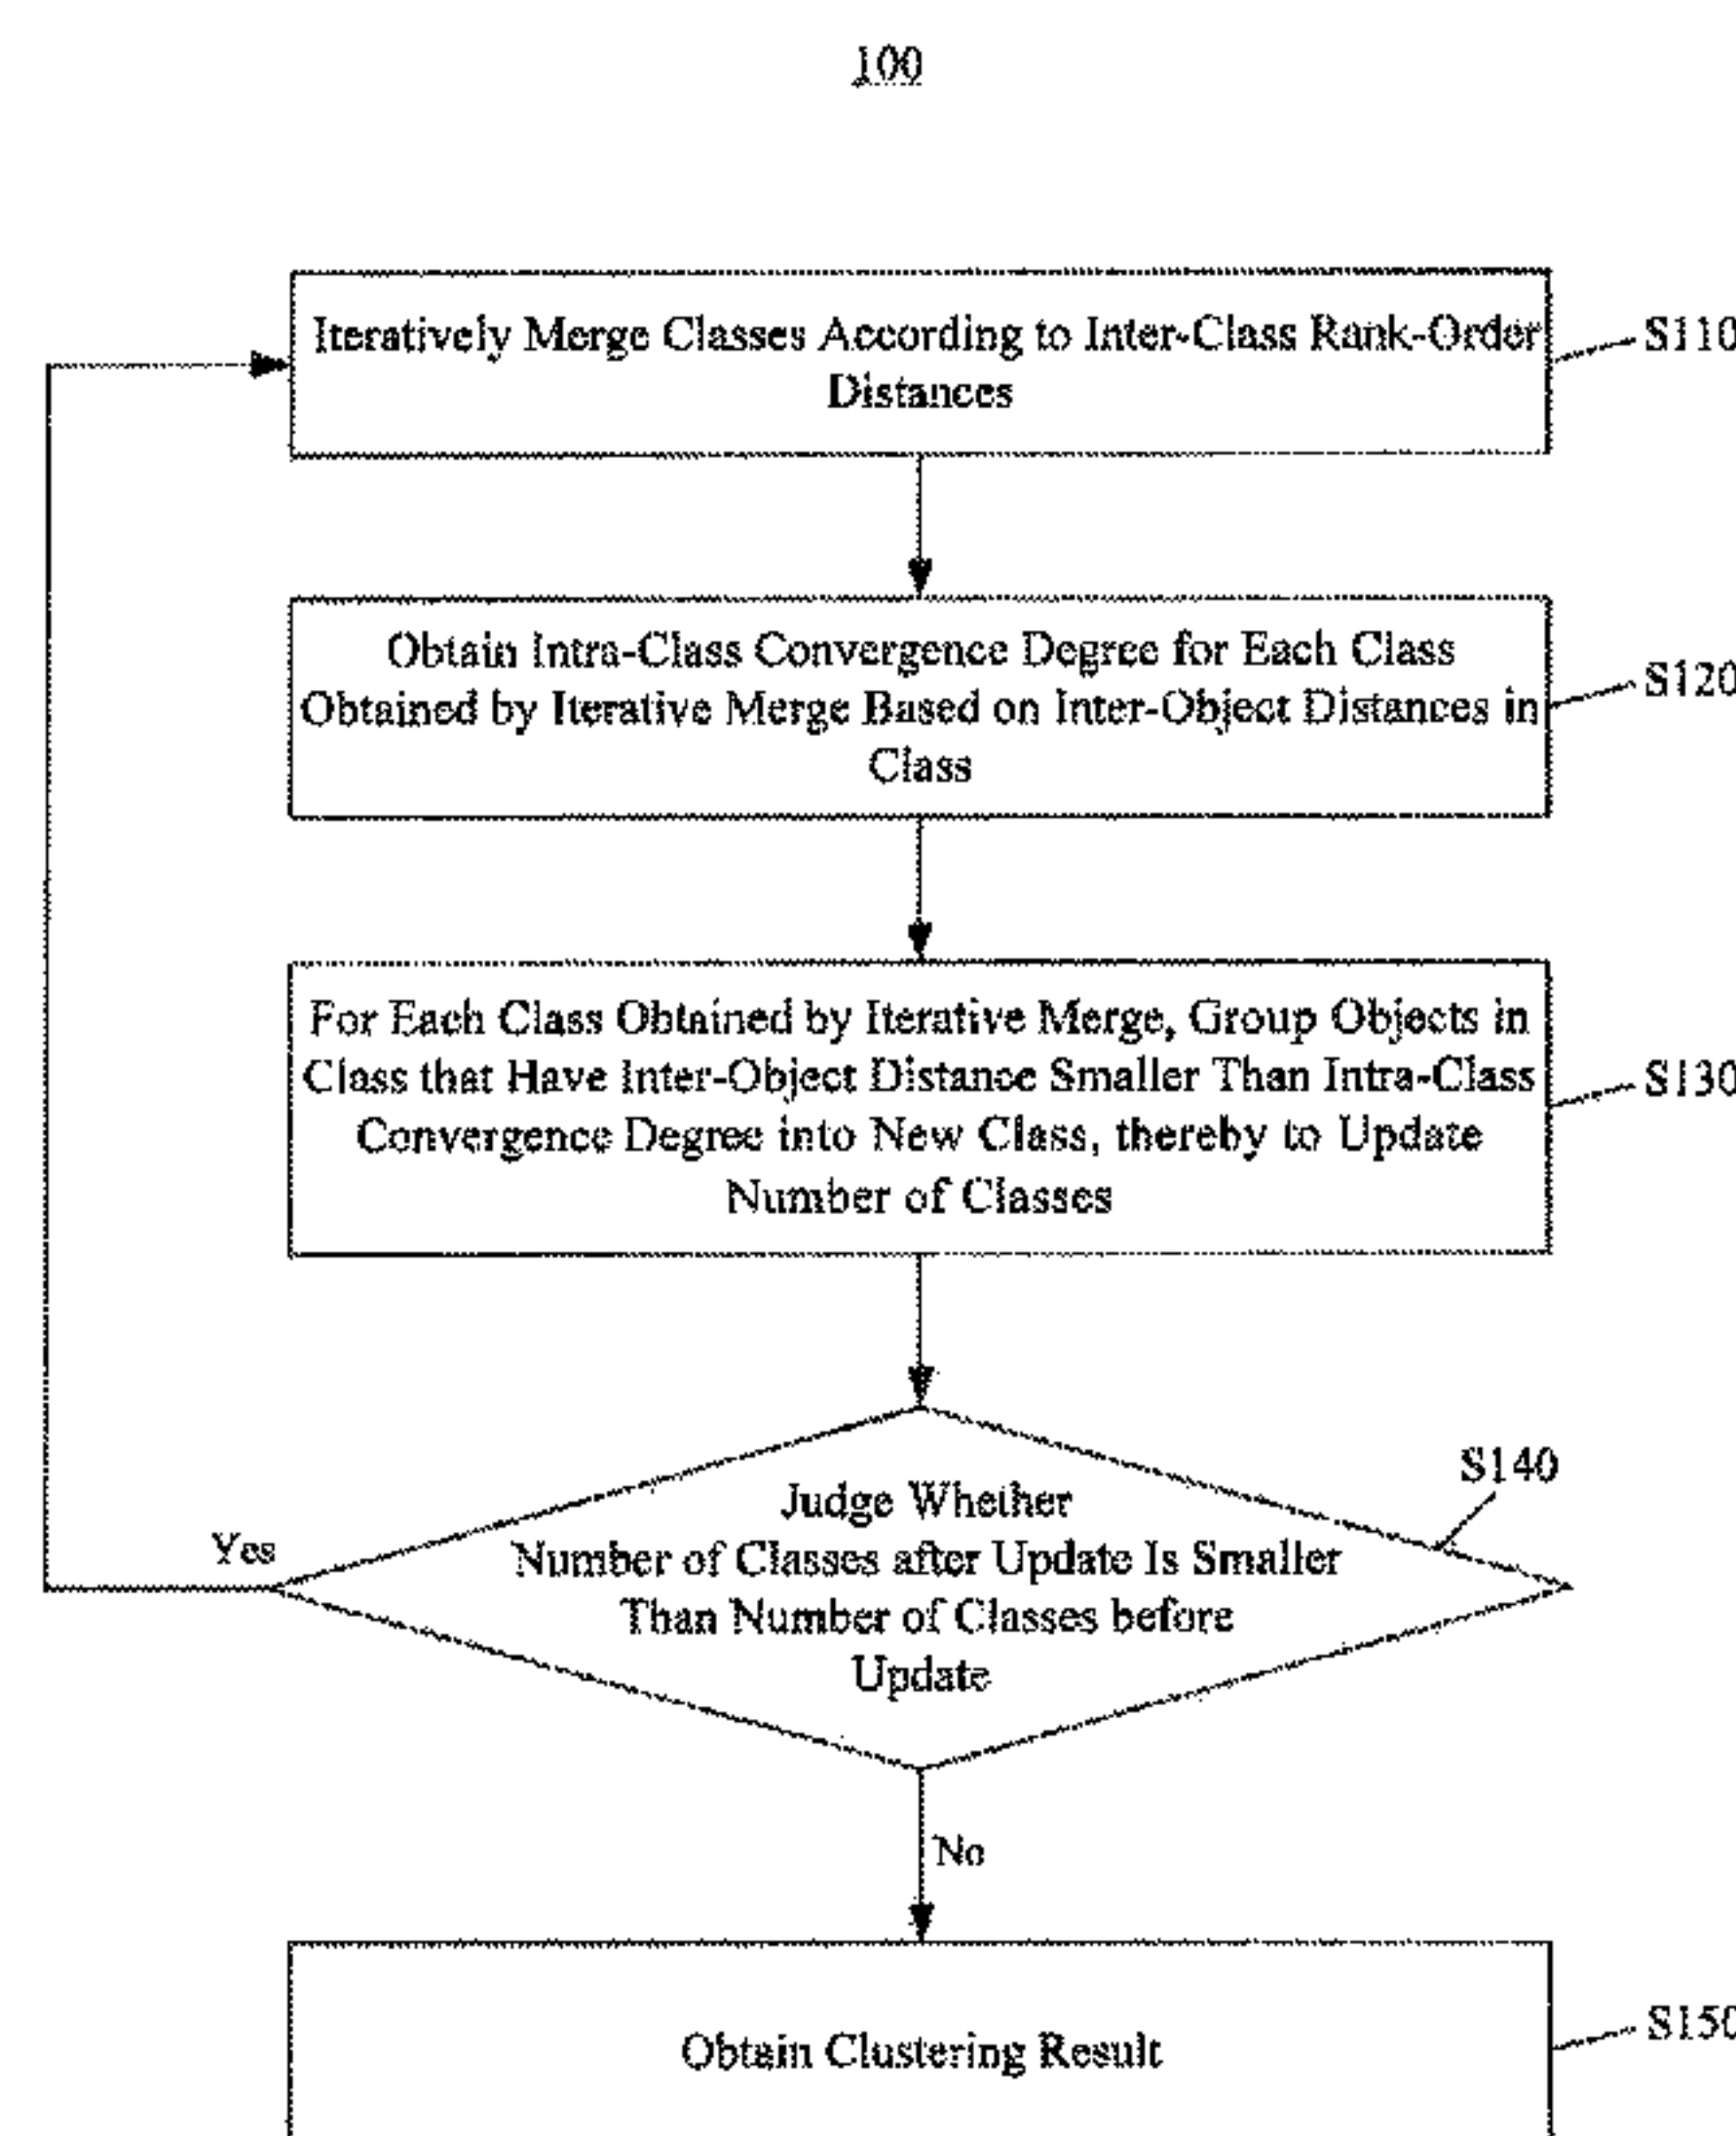 100
Iteratively Merge Classes According to Inter-Class Rank-Order
Distances
S110
Obtain Intra-Class Convergence Degree for Each Class
Obtained by Iterative Merge Based on Inter-Object Distances in
Class
S120
For Each Class Obtained by Iterative Merge, Group Objects in
Class that Have Inter-Object Distance Smaller Than Intra-Class
Convergence Degree into New Class, thereby to Update
Number of Classes
S130
S140
Judge Whether
Number of Classes after Update Is Smaller
Than Number of Classes before
Update
Yes
No
Obtain Clustering Result
S150